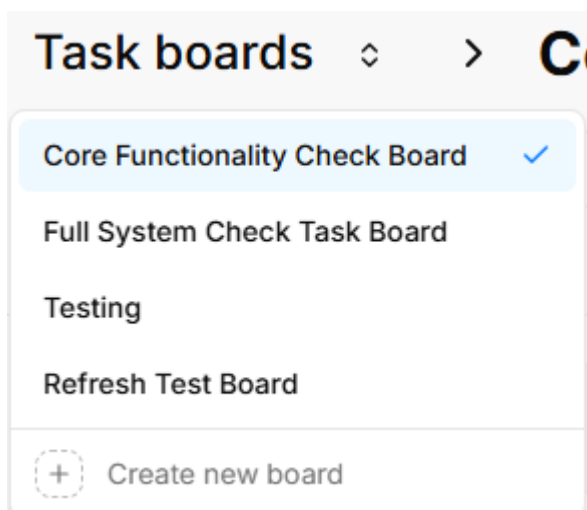 Task boards
Core Functionality Check Board
Full System Check Task Board
Testing
Refresh Test Board
Create new board